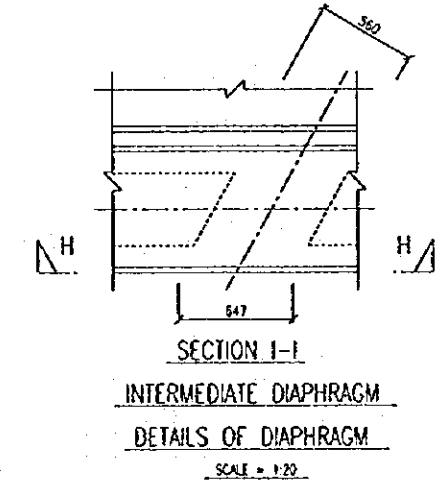 560
H H
647
SECTION 1-1
INTERMEDIATE DIAPHRAGM
DETAILS OF DIAPHRAGM
SCALE = 1:20